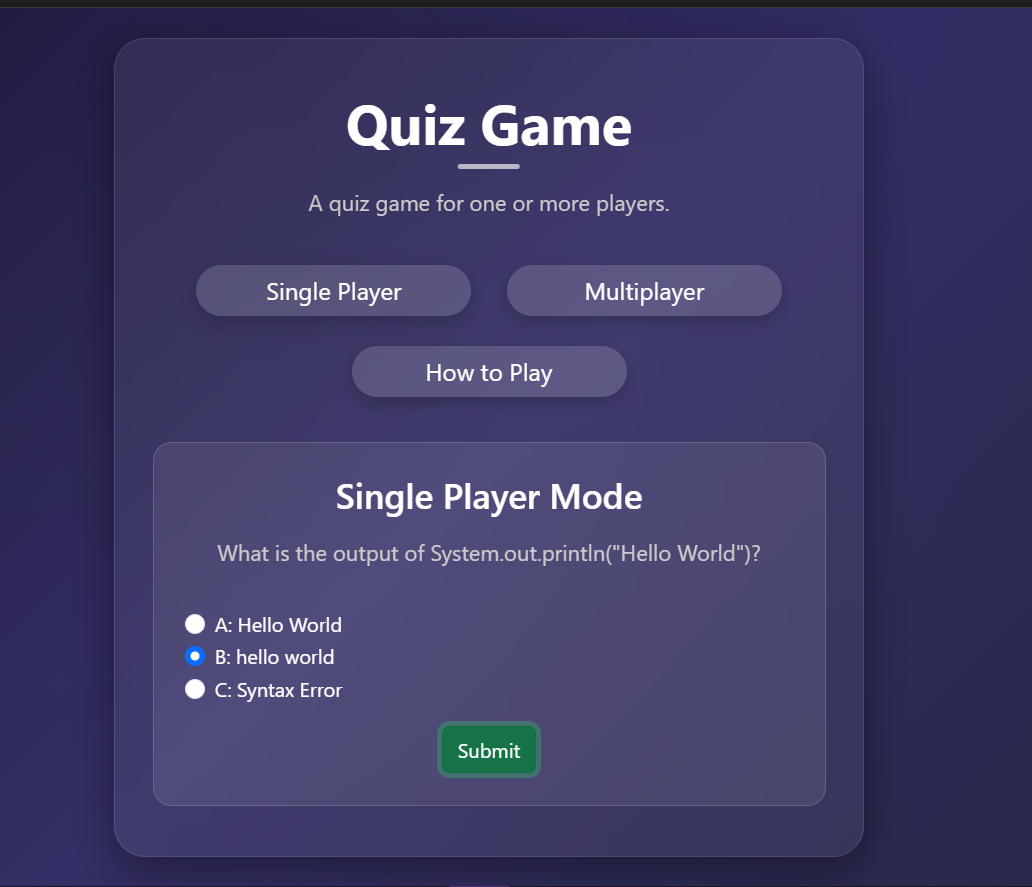 Quiz Game
A quiz game for one or more players.
Single Player
Multiplayer
How to Play
Single Player Mode
What is the output of System.out.println("Hello World")?
A: Hello World
B: hello world
C: Syntax Error
Submit